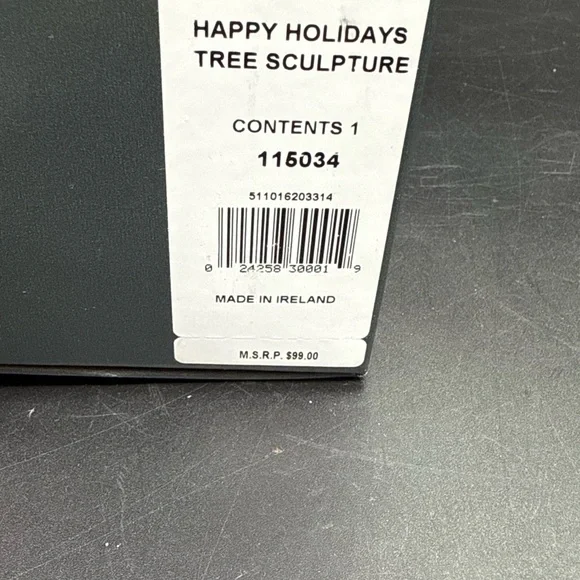 HAPPY HOLIDAYS
TREE SCULPTURE
CONTENTS 1
115034
511016203314
0 24258 30001 9
MADE IN IRELAND
M.S.R.P. $99.00